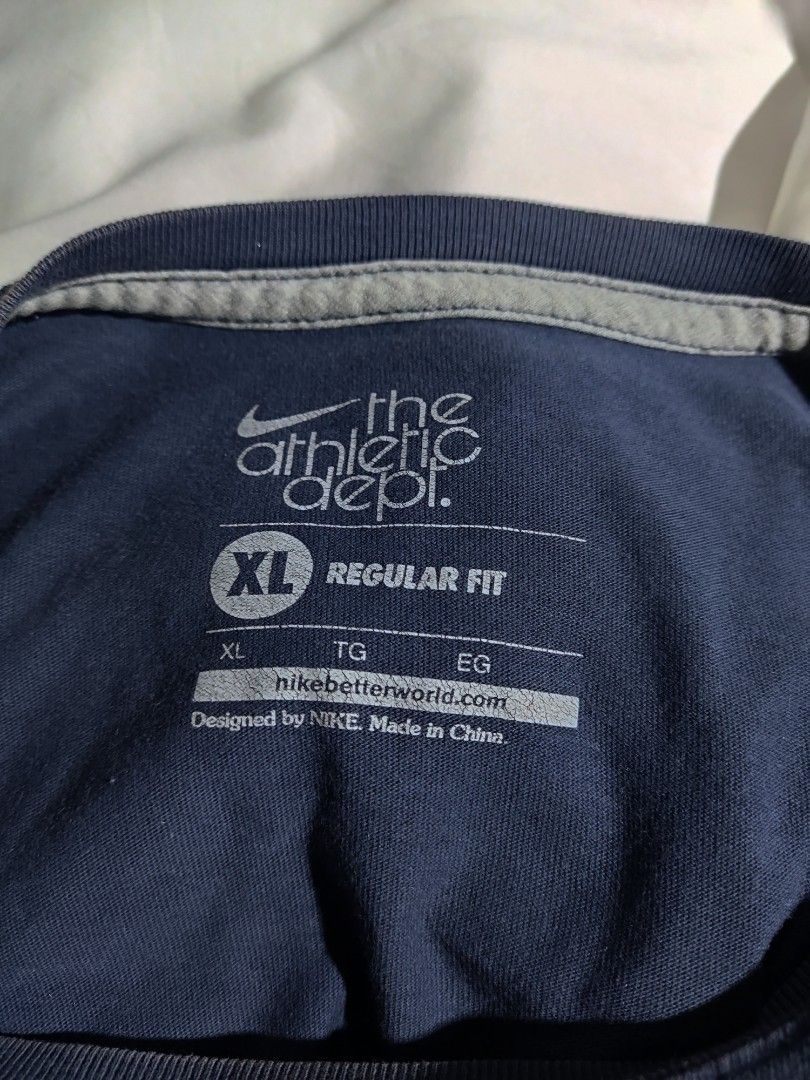 the
athletic
dept.
XL REGULAR FIT
XL TG EG
nikebetterworld.com
Designed by NIKE. Made in China.